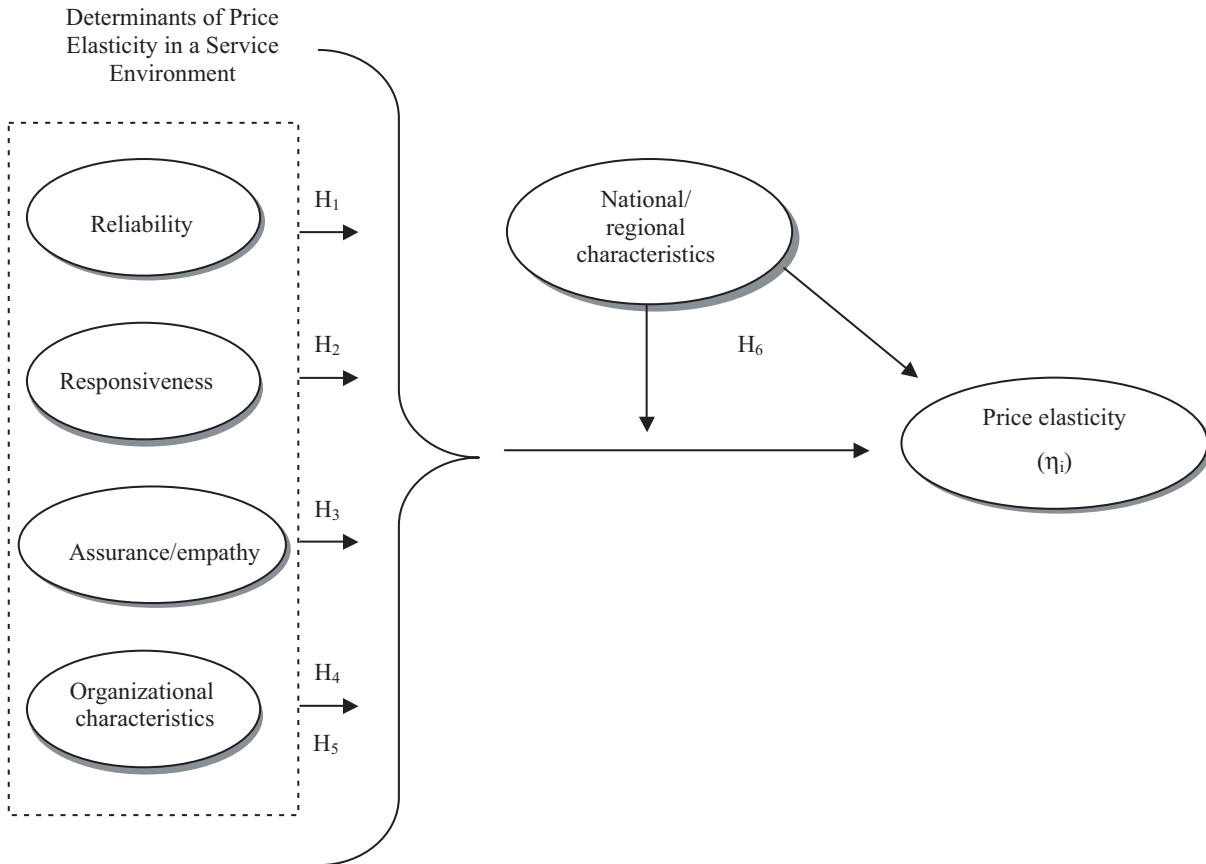 Determinants of Price
Elasticity in a Service
Environment
Reliability
H₁
Responsiveness
H₂
Assurance/empathy
H₃
Organizational
characteristics
H₄
H₅
National/
regional
characteristics
H₆
Price elasticity
(ηᵢ)